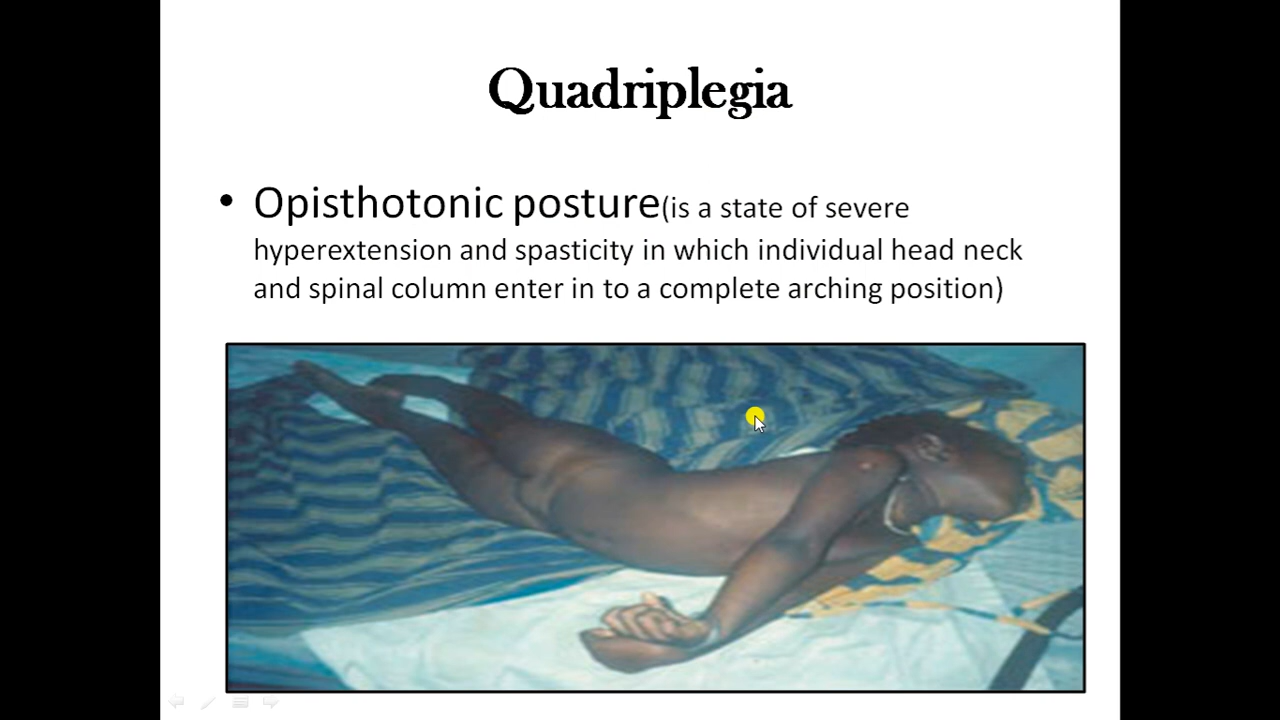 Quadriplegia
• Opisthotonic posture(is a state of severe
hyperextension and spasticity in which individual head neck
and spinal column enter in to a complete arching position)